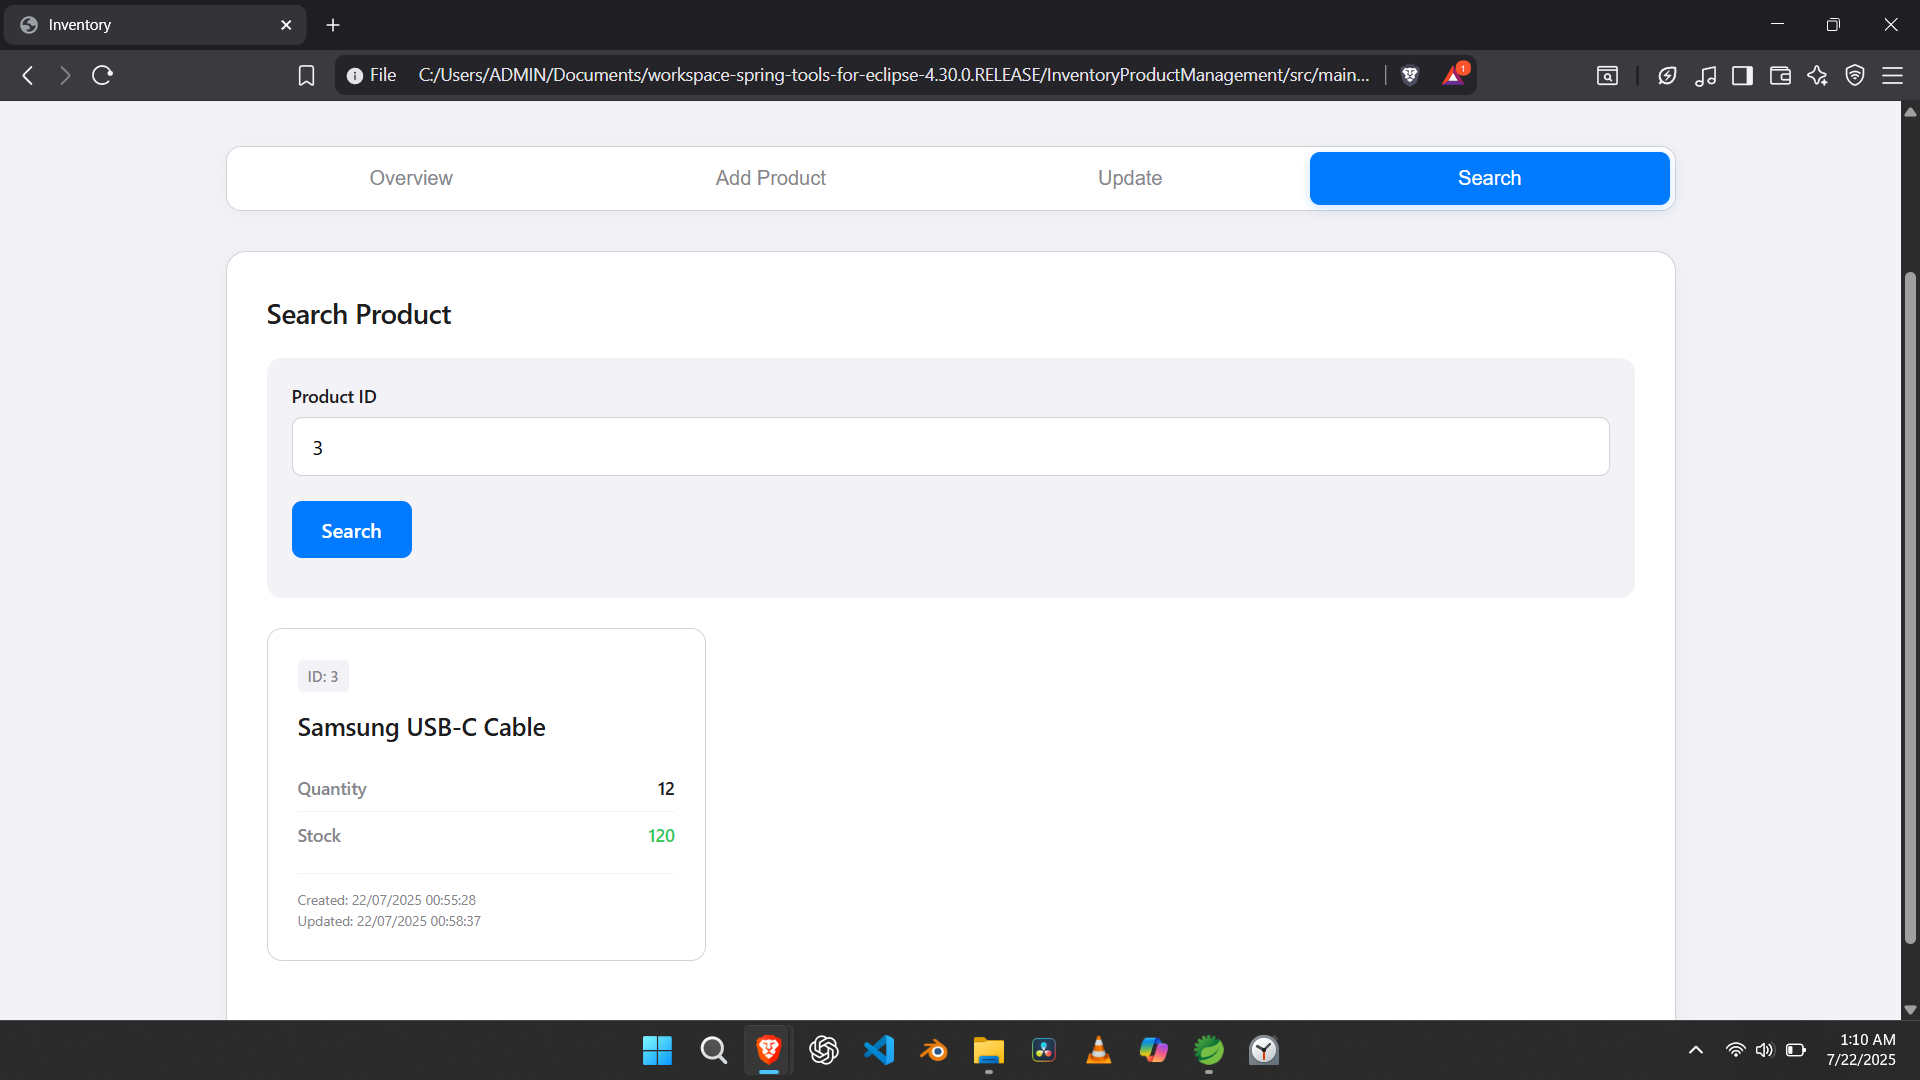 Inventory
File C:/Users/ADMIN/Documents/workspace-spring-tools-for-eclipse-4.30.0.RELEASE/InventoryProductManagement/src/main...
1
Overview Add Product Update Search
Search Product
Product ID
3
Search
ID: 3
Samsung USB-C Cable
Quantity 12
Stock 120
Created: 22/07/2025 00:55:28
Updated: 22/07/2025 00:58:37
1:10 AM
7/22/2025